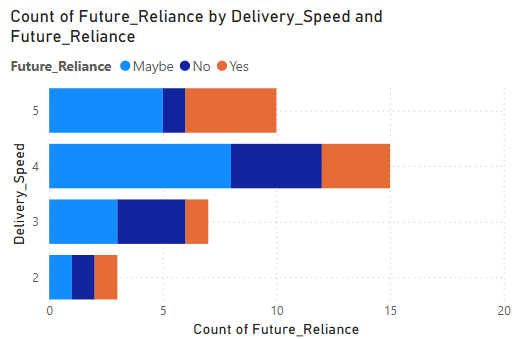 Count of Future_Reliance by Delivery_Speed and
Future_Reliance
Future_Reliance Maybe No Yes
5
4
3
2
Delivery_Speed
0 5 10 15 20
Count of Future_Reliance